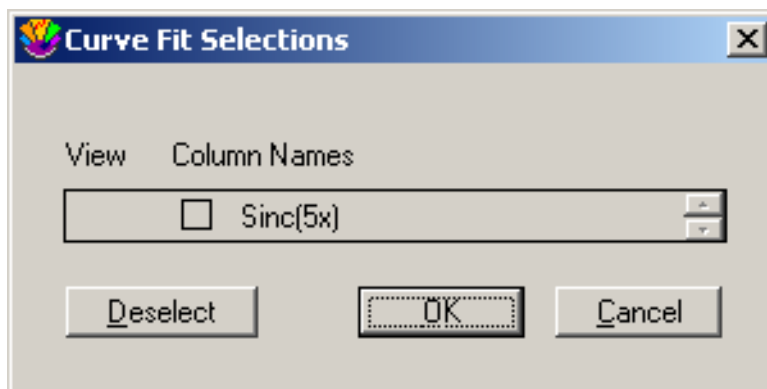 Curve Fit Selections
View Column Names
Sinc(5x)
Deselect OK Cancel